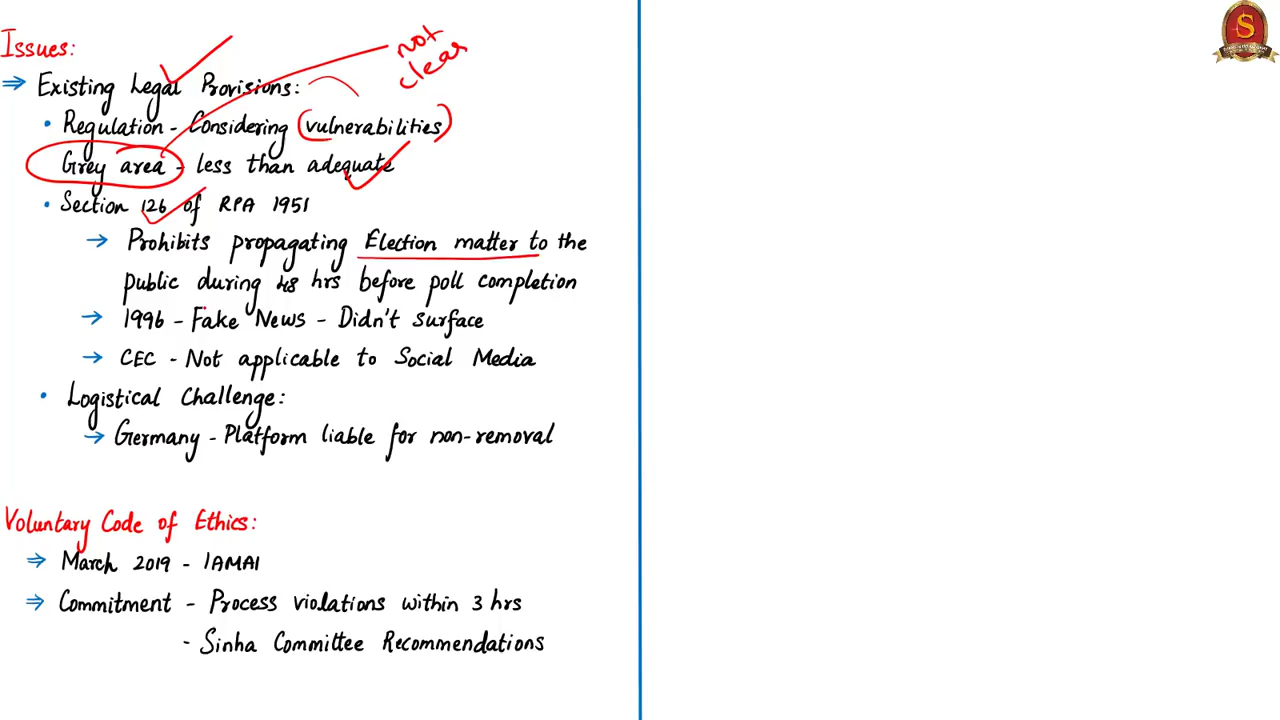 Issues:
not
clear
⇒ Existing Legal Provisions:
• Regulation - Considering (vulnerabilities)
Grey area - less than adequate
• Section 126 of RPA 1951
→ Prohibits propagating Election matter to the
public during 48 hrs before poll completion
→ 1996 - Fake News - Didn't surface
→ CEC - Not applicable to Social Media
• Logistical Challenge:
→ Germany - Platform liable for non-removal
Voluntary Code of Ethics:
⇒ March 2019 - IAMAI
⇒ Commitment - Process violations within 3 hrs
- Sinha Committee Recommendations
S